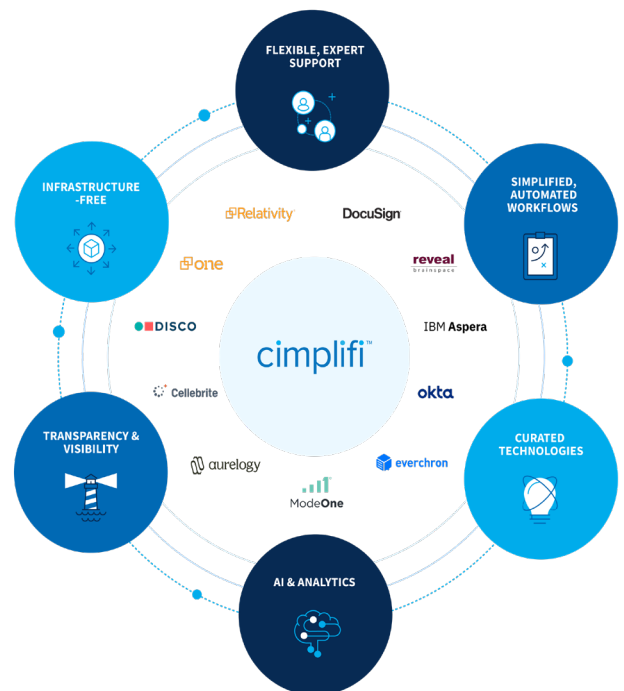 FLEXIBLE, EXPERT
SUPPORT
INFRASTRUCTURE
-FREE
SIMPLIFIED,
AUTOMATED
WORKFLOWS
Relativity
DocuSign
one
reveal
brainspace
DISCO
IBM Aspera
cimplifi™
Cellebrite
okta
TRANSPARENCY &
VISIBILITY
CURATED
TECHNOLOGIES
aurelogy
everchron
ModeOne
AI & ANALYTICS